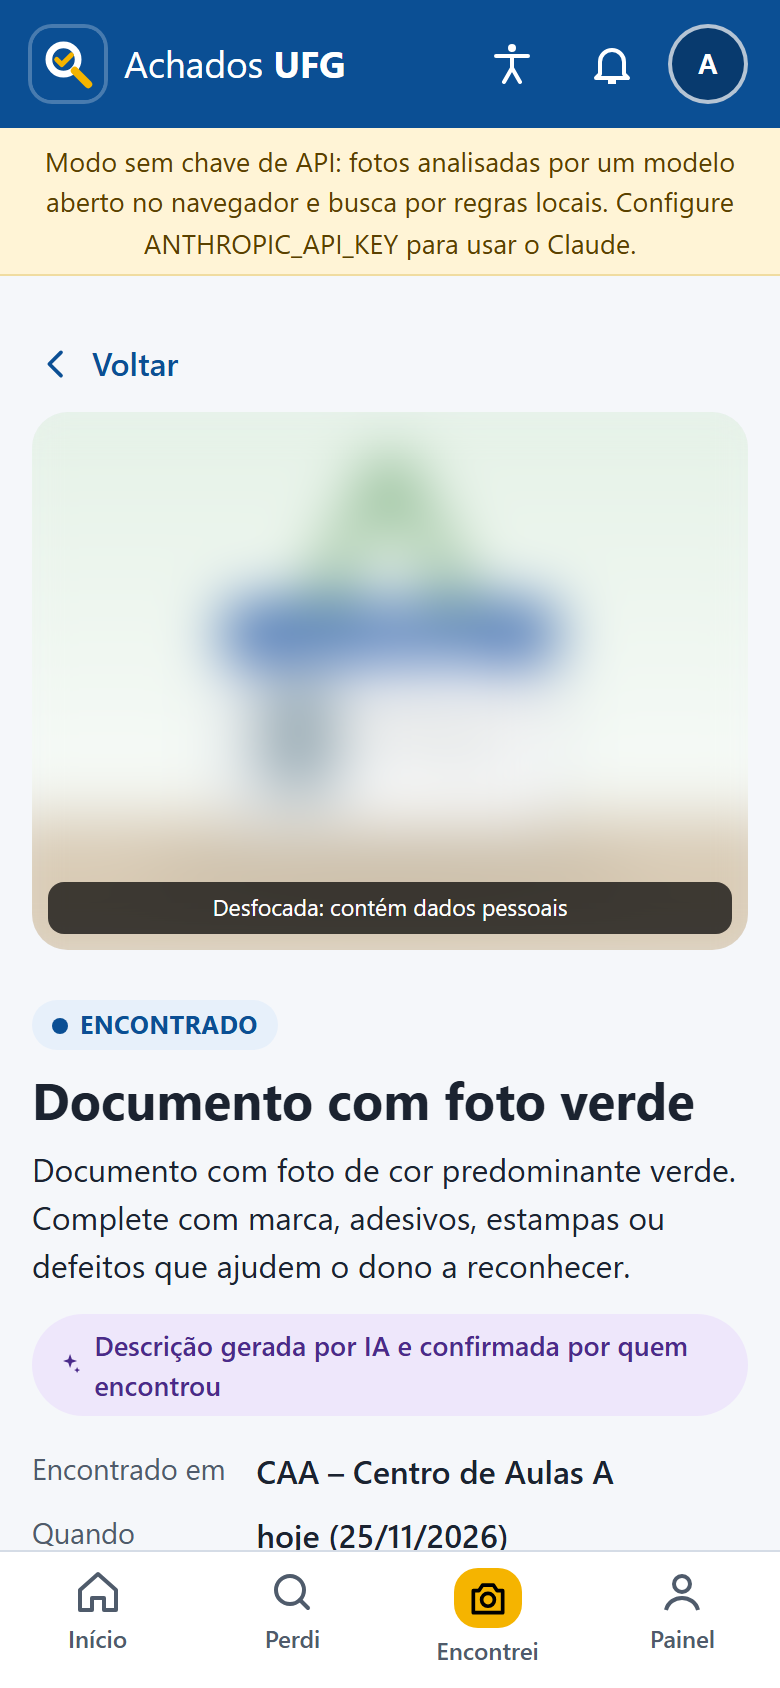 Achados UFG
A
Modo sem chave de API: fotos analisadas por um modelo
aberto no navegador e busca por regras locais. Configure
ANTHROPIC_API_KEY para usar o Claude.
Voltar
Desfocada: contém dados pessoais
ENCONTRADO
Documento com foto verde
Documento com foto de cor predominante verde.
Complete com marca, adesivos, estampas ou
defeitos que ajudem o dono a reconhecer.
Descrição gerada por IA e confirmada por quem
encontrou
Encontrado em CAA – Centro de Aulas A
Quando hoje (25/11/2026)
Início Perdi Encontrei Painel